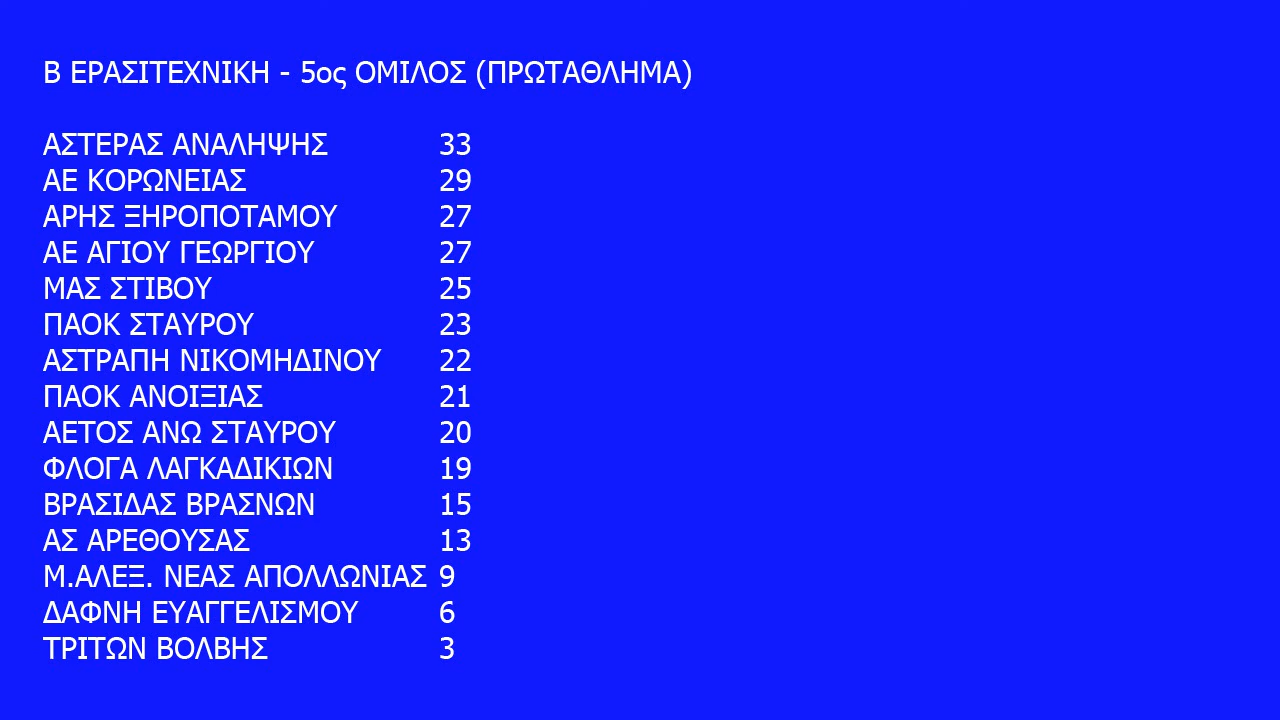 Β ΕΡΑΣΙΤΕΧΝΙΚΗ - 5ος ΟΜΙΛΟΣ (ΠΡΩΤΑΘΛΗΜΑ)
ΑΣΤΕΡΑΣ ΑΝΑΛΗΨΗΣ 33
ΑΕ ΚΟΡΩΝΕΙΑΣ 29
ΑΡΗΣ ΞΗΡΟΠΟΤΑΜΟΥ 27
ΑΕ ΑΓΙΟΥ ΓΕΩΡΓΙΟΥ 27
ΜΑΣ ΣΤΙΒΟΥ 25
ΠΑΟΚ ΣΤΑΥΡΟΥ 23
ΑΣΤΡΑΠΗ ΝΙΚΟΜΗΔΙΝΟΥ 22
ΠΑΟΚ ΑΝΟΙΞΙΑΣ 21
ΑΕΤΟΣ ΑΝΩ ΣΤΑΥΡΟΥ 20
ΦΛΟΓΑ ΛΑΓΚΑΔΙΚΙΩΝ 19
ΒΡΑΣΙΔΑΣ ΒΡΑΣΝΩΝ 15
ΑΣ ΑΡΕΘΟΥΣΑΣ 13
Μ.ΑΛΕΞ. ΝΕΑΣ ΑΠΟΛΛΩΝΙΑΣ 9
ΔΑΦΝΗ ΕΥΑΓΓΕΛΙΣΜΟΥ 6
ΤΡΙΤΩΝ ΒΟΛΒΗΣ 3